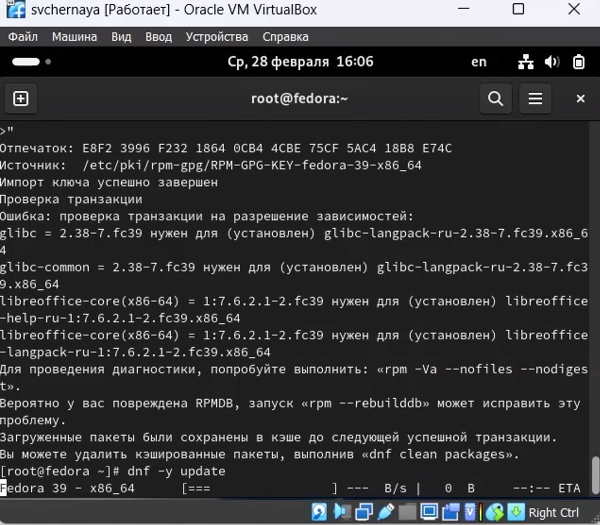 svchernaya [Работает] - Oracle VM VirtualBox
Файл Машина Вид Ввод Устройства Справка
Ср, 28 февраля 16:06 en
root@fedora:~
>"
Отпечаток: E8F2 3996 F232 1864 0CB4 4CBE 75CF 5AC4 18B8 E74C
Источник: /etc/pki/rpm-gpg/RPM-GPG-KEY-fedora-39-x86_64
Импорт ключа успешно завершен
Проверка транзакции
Ошибка: проверка транзакции на разрешение зависимостей:
glibc = 2.38-7.fc39 нужен для (установлен) glibc-langpack-ru-2.38-7.fc39.x86_6
4
glibc-common = 2.38-7.fc39 нужен для (установлен) glibc-langpack-ru-2.38-7.fc3
9.x86_64
libreoffice-core(x86-64) = 1:7.6.2.1-2.fc39 нужен для (установлен) libreoffice
-help-ru-1:7.6.2.1-2.fc39.x86_64
libreoffice-core(x86-64) = 1:7.6.2.1-2.fc39 нужен для (установлен) libreoffice
-langpack-ru-1:7.6.2.1-2.fc39.x86_64
Для проведения диагностики, попробуйте выполнить: «rpm -Va --nofiles --nodiges
t».
Вероятно у вас повреждена RPMDB, запуск «rpm --rebuilddb» может исправить эту
проблему.
Загруженные пакеты были сохранены в кэше до следующей успешной транзакции.
Вы можете удалить кэшированные пакеты, выполнив «dnf clean packages».
[root@fedora ~]# dnf -y update
Fedora 39 - x86_64 [=== ] --- B/s | 0 B --:-- ETA
Right Ctrl